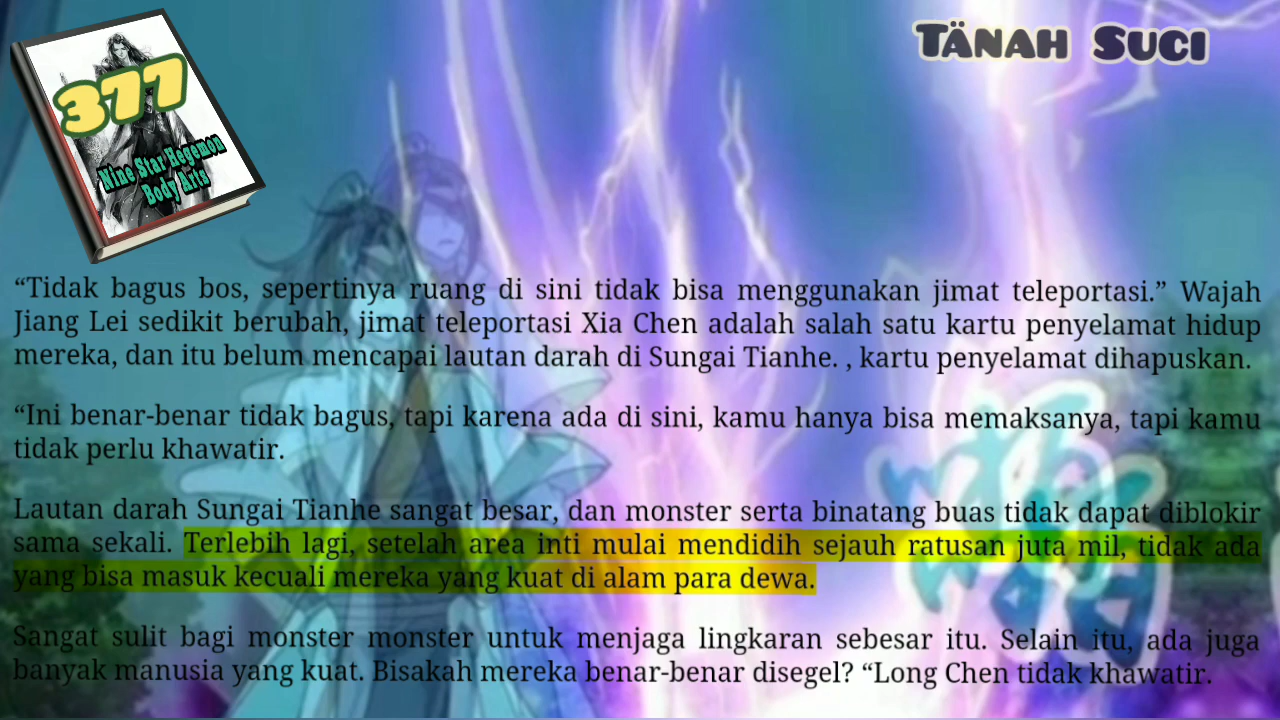 TÄNAH SUCI
377
Nine Star Hegemon
Body Arts
“Tidak bagus bos, sepertinya ruang di sini tidak bisa menggunakan jimat teleportasi.” Wajah
Jiang Lei sedikit berubah, jimat teleportasi Xia Chen adalah salah satu kartu penyelamat hidup
mereka, dan itu belum mencapai lautan darah di Sungai Tianhe. , kartu penyelamat dihapuskan.
“Ini benar-benar tidak bagus, tapi karena ada di sini, kamu hanya bisa memaksanya, tapi kamu
tidak perlu khawatir.
Lautan darah Sungai Tianhe sangat besar, dan monster serta binatang buas tidak dapat diblokir
sama sekali. Terlebih lagi, setelah area inti mulai mendidih sejauh ratusan juta mil, tidak ada
yang bisa masuk kecuali mereka yang kuat di alam para dewa.
Sangat sulit bagi monster monster untuk menjaga lingkaran sebesar itu. Selain itu, ada juga
banyak manusia yang kuat. Bisakah mereka benar-benar disegel? “Long Chen tidak khawatir.